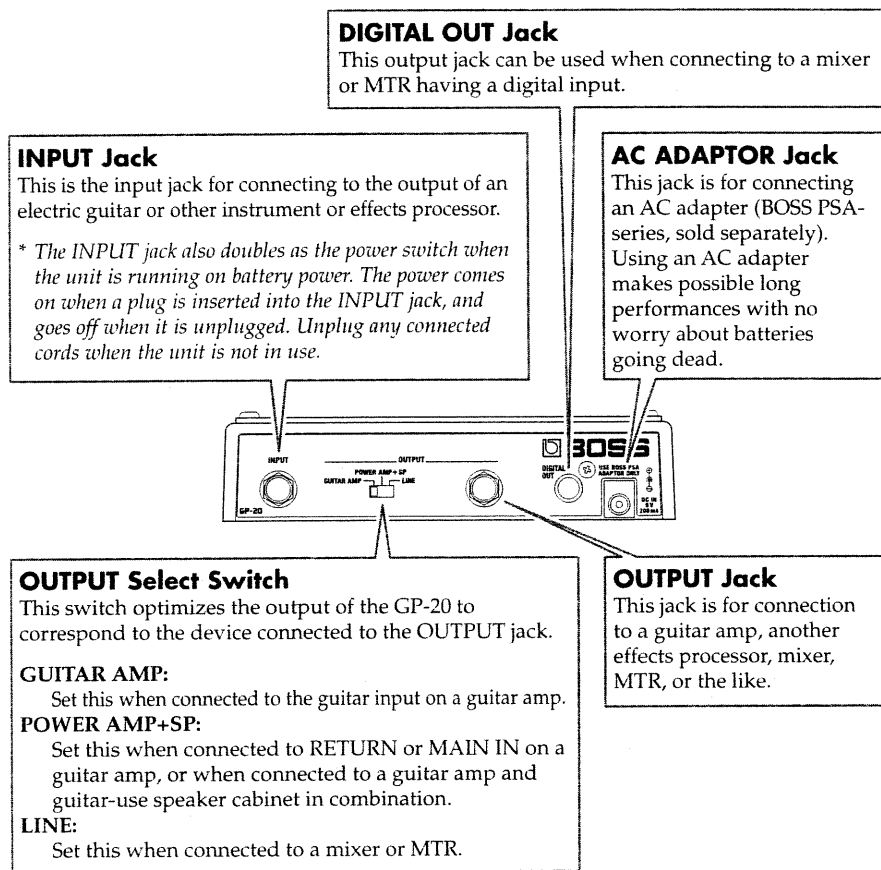 DIGITAL OUT Jack
This output jack can be used when connecting to a mixer
or MTR having a digital input.
INPUT Jack
This is the input jack for connecting to the output of an
electric guitar or other instrument or effects processor.
* The INPUT jack also doubles as the power switch when
the unit is running on battery power. The power comes
on when a plug is inserted into the INPUT jack, and
goes off when it is unplugged. Unplug any connected
cords when the unit is not in use.
AC ADAPTOR Jack
This jack is for connecting
an AC adapter (BOSS PSA-
series, sold separately).
Using an AC adapter
makes possible long
performances with no
worry about batteries
going dead.
INPUT
OUTPUT
POWER AMP+SP
GUITAR AMP
LINE
BOSS
DIGITAL
OUT
USE BOSS PSA
ADAPTOR ONLY
DC IN
9V
200mA
GP-20
OUTPUT Select Switch
This switch optimizes the output of the GP-20 to
correspond to the device connected to the OUTPUT jack.
GUITAR AMP:
Set this when connected to the guitar input on a guitar amp.
POWER AMP+SP:
Set this when connected to RETURN or MAIN IN on a
guitar amp, or when connected to a guitar amp and
guitar-use speaker cabinet in combination.
LINE:
Set this when connected to a mixer or MTR.
OUTPUT Jack
This jack is for connection
to a guitar amp, another
effects processor, mixer,
MTR, or the like.